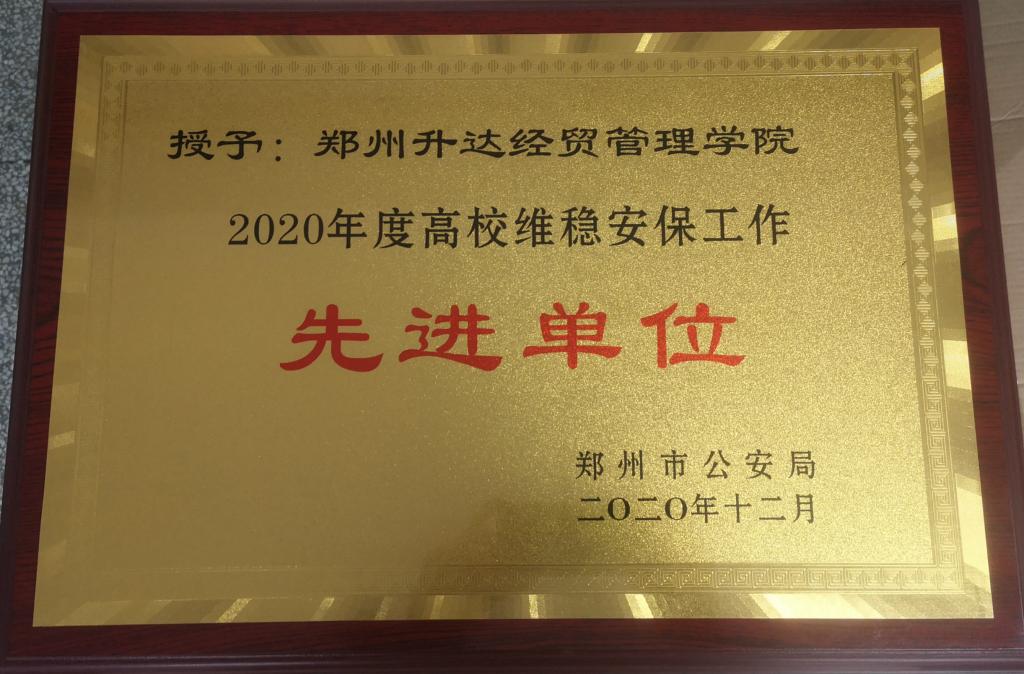 授予：郑州升达经贸管理学院
2020年度高校维稳安保工作
先进单位
郑州市公安局
二〇二〇年十二月